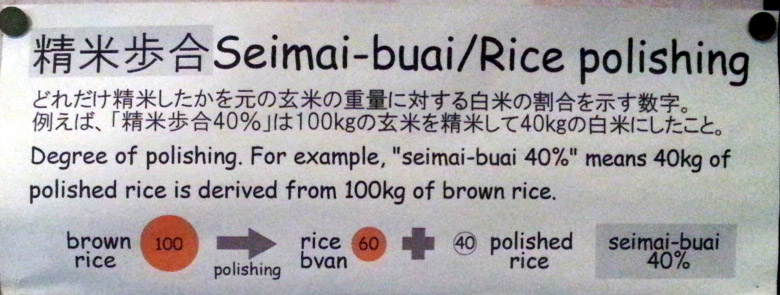 精米歩合Seimai-buai/Rice polishing
どれだけ精米したかを元の玄米の重量に対する白米の割合を示す数字。
例えば、「精米歩合40%」は100kgの玄米を精米して40kgの白米にしたこと。
Degree of polishing. For example, "seimai-buai 40%" means 40kg of
polished rice is derived from 100kg of brown rice.
brown rice 100 polishing rice bvan 60 40 polished rice seimai-buai 40%